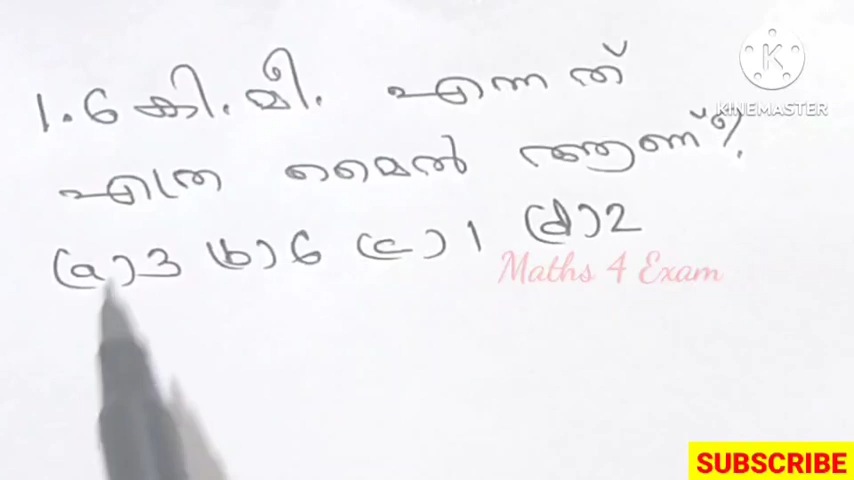 1.6 കി.മീ. എന്നത്
എത്ര മൈൽ ആണ്?
(a) 3 (b) 6 (c) 1 (d) 2
Maths 4 Exam
KINEMASTER
K
SUBSCRIBE